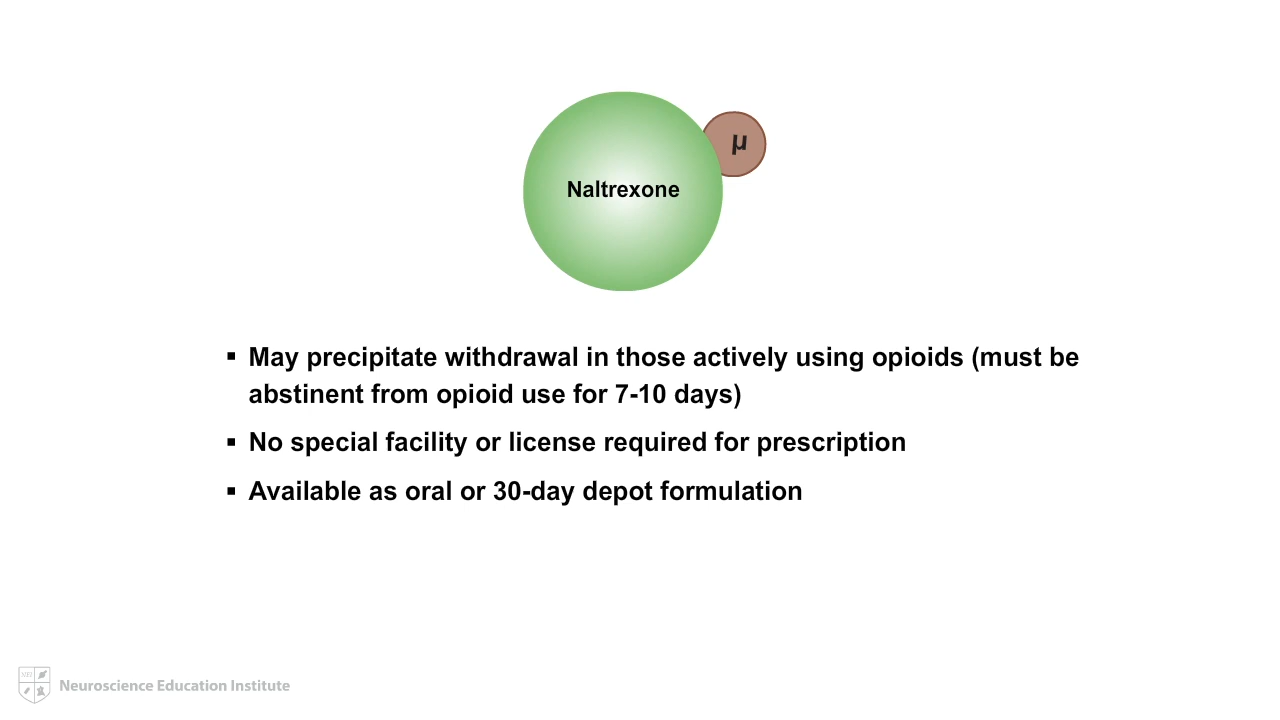 μ
Naltrexone
▪ May precipitate withdrawal in those actively using opioids (must be
abstinent from opioid use for 7-10 days)
▪ No special facility or license required for prescription
▪ Available as oral or 30-day depot formulation
NEI
Neuroscience Education Institute